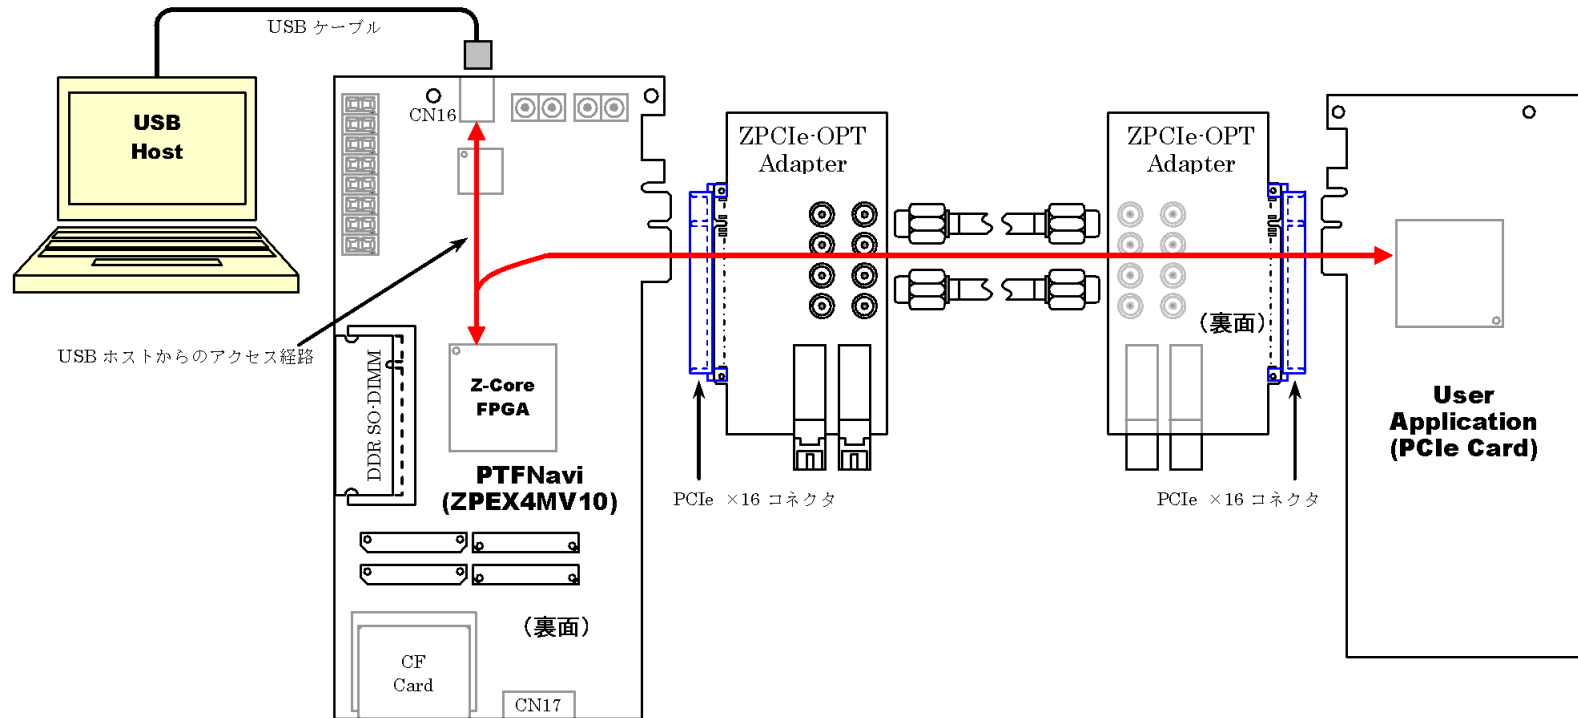 USB ケーブル
USB
Host
CN16
ZPCIe-OPT
Adapter
ZPCIe-OPT
Adapter
(裏面)
USB ホストからのアクセス経路
DDR SO-DIMM
Z-Core
FPGA
PTFNavi
(ZPEX4MV10)
PCIe ×16 コネクタ
PCIe ×16 コネクタ
User
Application
(PCIe Card)
(裏面)
CF
Card
CN17